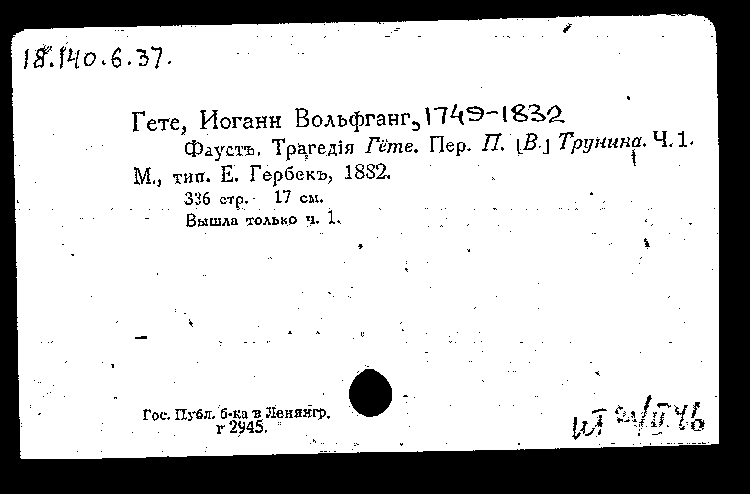 18.140.6.37.
Гете, Иоганн Вольфганг, 1749-1832
Фаустъ. Трагедія Гёте. Пер. П. [В.] Трунина. Ч. 1.
М., тип. Е. Гербекъ, 1882.
336 стр. 17 см.
Вышла только ч. 1.
Гос. Публ. б-ка в Ленингр.
г 2945.